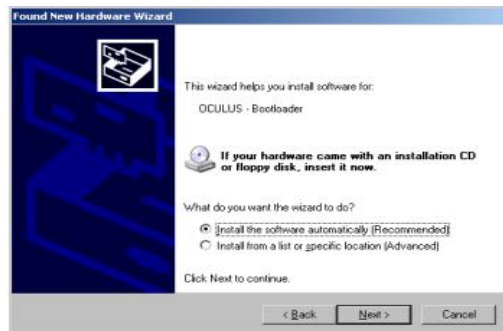 Found New Hardware Wizard
This wizard helps you install software for:
OCULUS - Bootloader
If your hardware came with an installation CD
or floppy disk, insert it now.
What do you want the wizard to do?
Install the software automatically (Recommended)
Install from a list or specific location (Advanced)
Click Next to continue.
< Back Next > Cancel